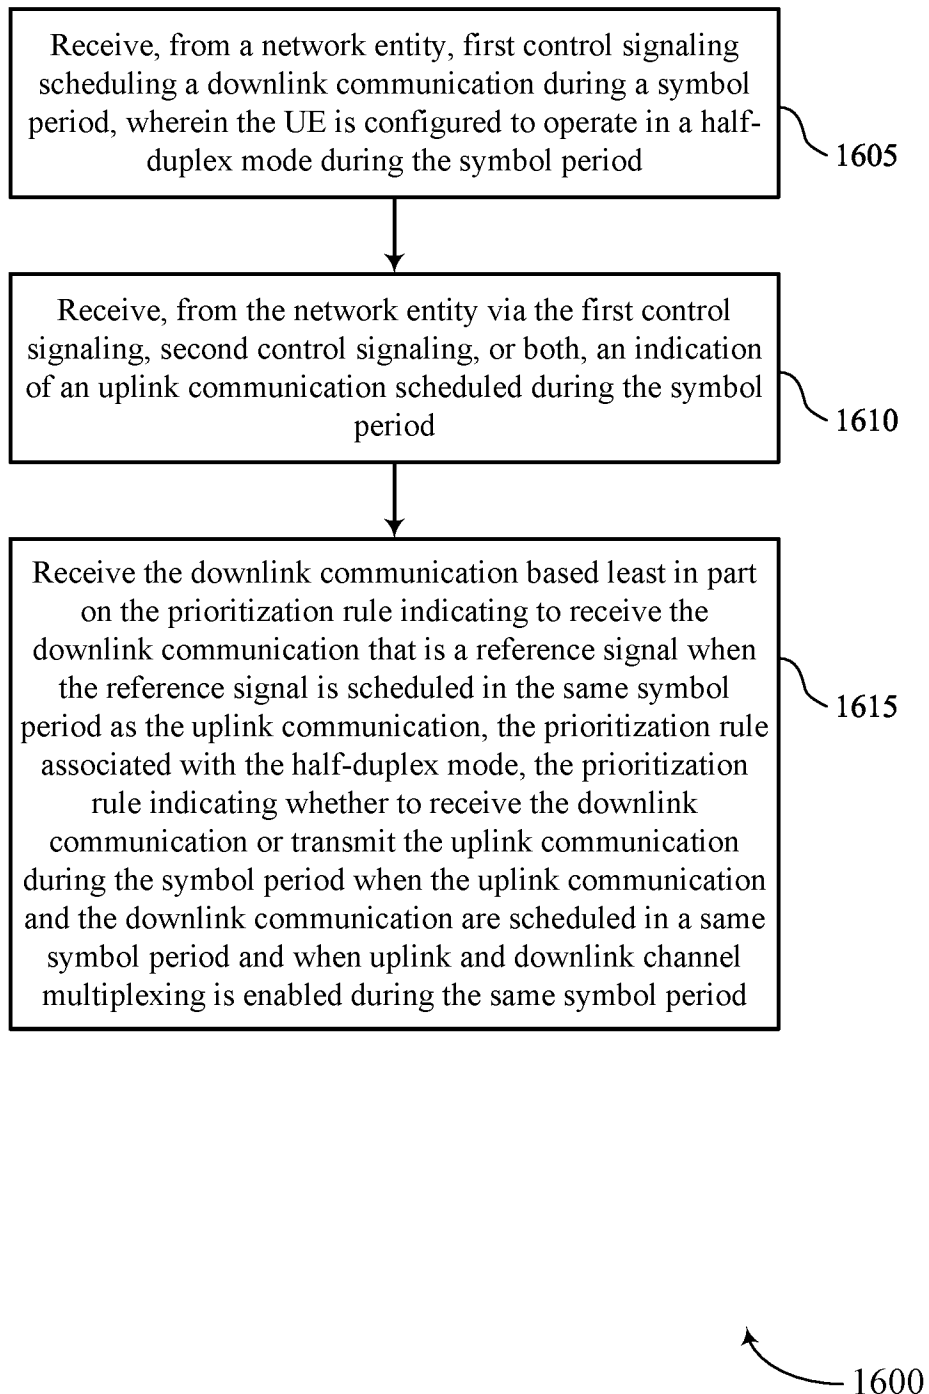 Receive, from a network entity, first control signaling
scheduling a downlink communication during a symbol
period, wherein the UE is configured to operate in a half-
duplex mode during the symbol period
1605
Receive, from the network entity via the first control
signaling, second control signaling, or both, an indication
of an uplink communication scheduled during the symbol
period
1610
Receive the downlink communication based least in part
on the prioritization rule indicating to receive the
downlink communication that is a reference signal when
the reference signal is scheduled in the same symbol
period as the uplink communication, the prioritization rule
associated with the half-duplex mode, the prioritization
rule indicating whether to receive the downlink
communication or transmit the uplink communication
during the symbol period when the uplink communication
and the downlink communication are scheduled in a same
symbol period and when uplink and downlink channel
multiplexing is enabled during the same symbol period
1615
1600